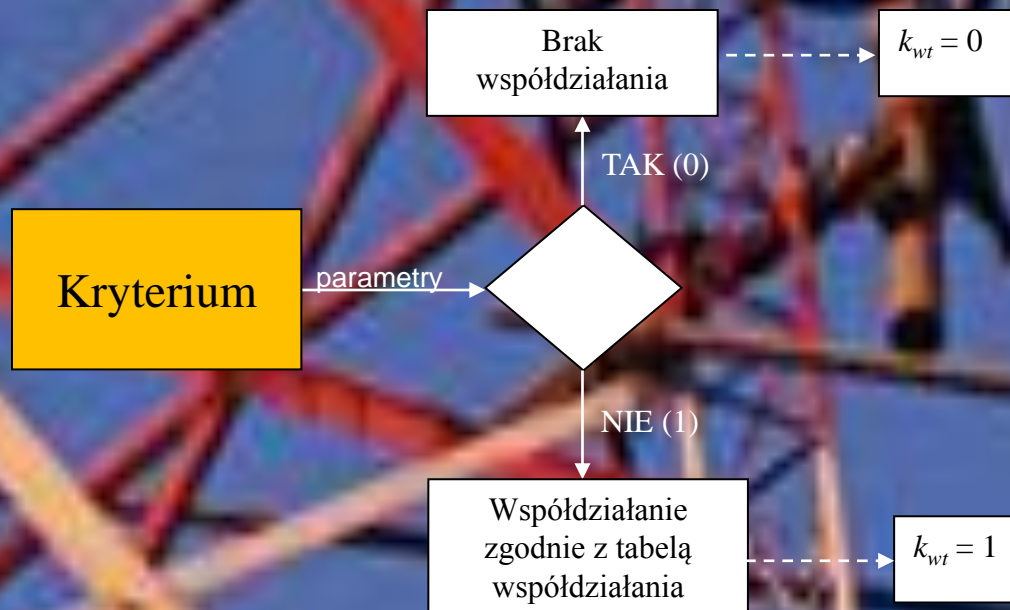 Brak
współdziałania
k_wt = 0
TAK (0)
Kryterium
parametry
NIE (1)
Współdziałanie
zgodnie z tabelą
współdziałania
k_wt = 1